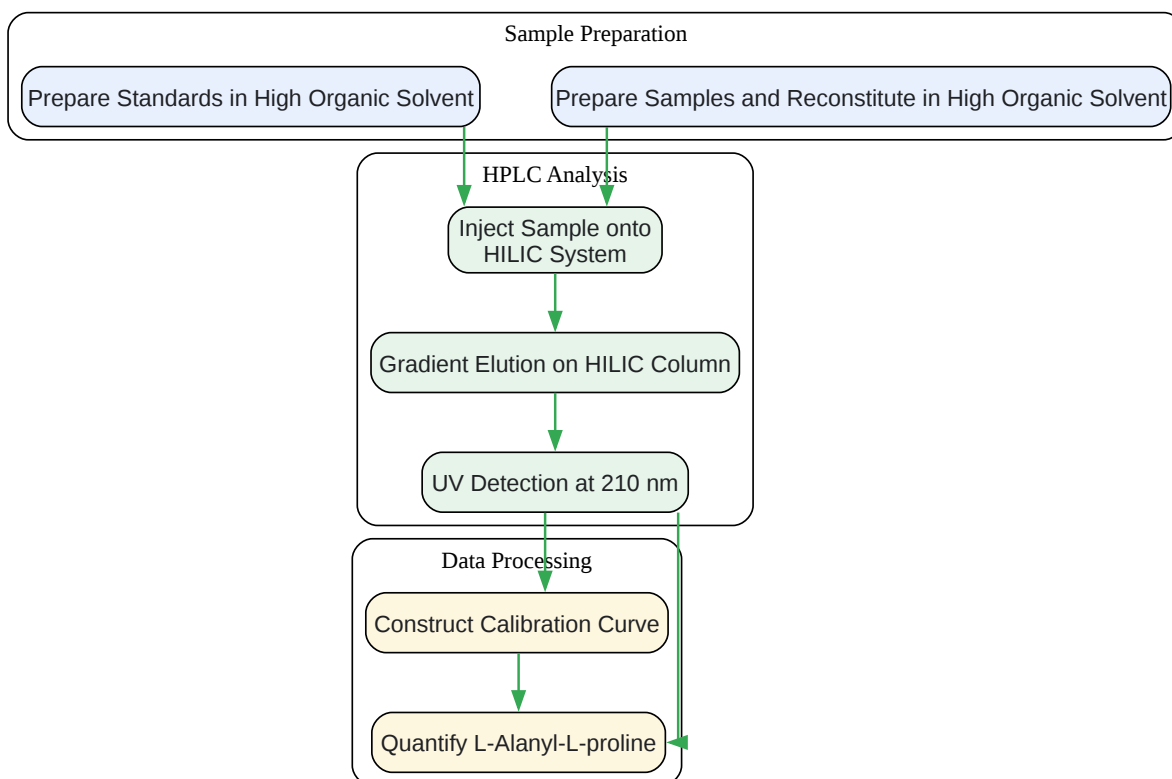 Sample Preparation
Prepare Standards in High Organic Solvent
Prepare Samples and Reconstitute in High Organic Solvent
HPLC Analysis
Inject Sample onto
HILIC System
Gradient Elution on HILIC Column
UV Detection at 210 nm
Data Processing
Construct Calibration Curve
Quantify L-Alanyl-L-proline